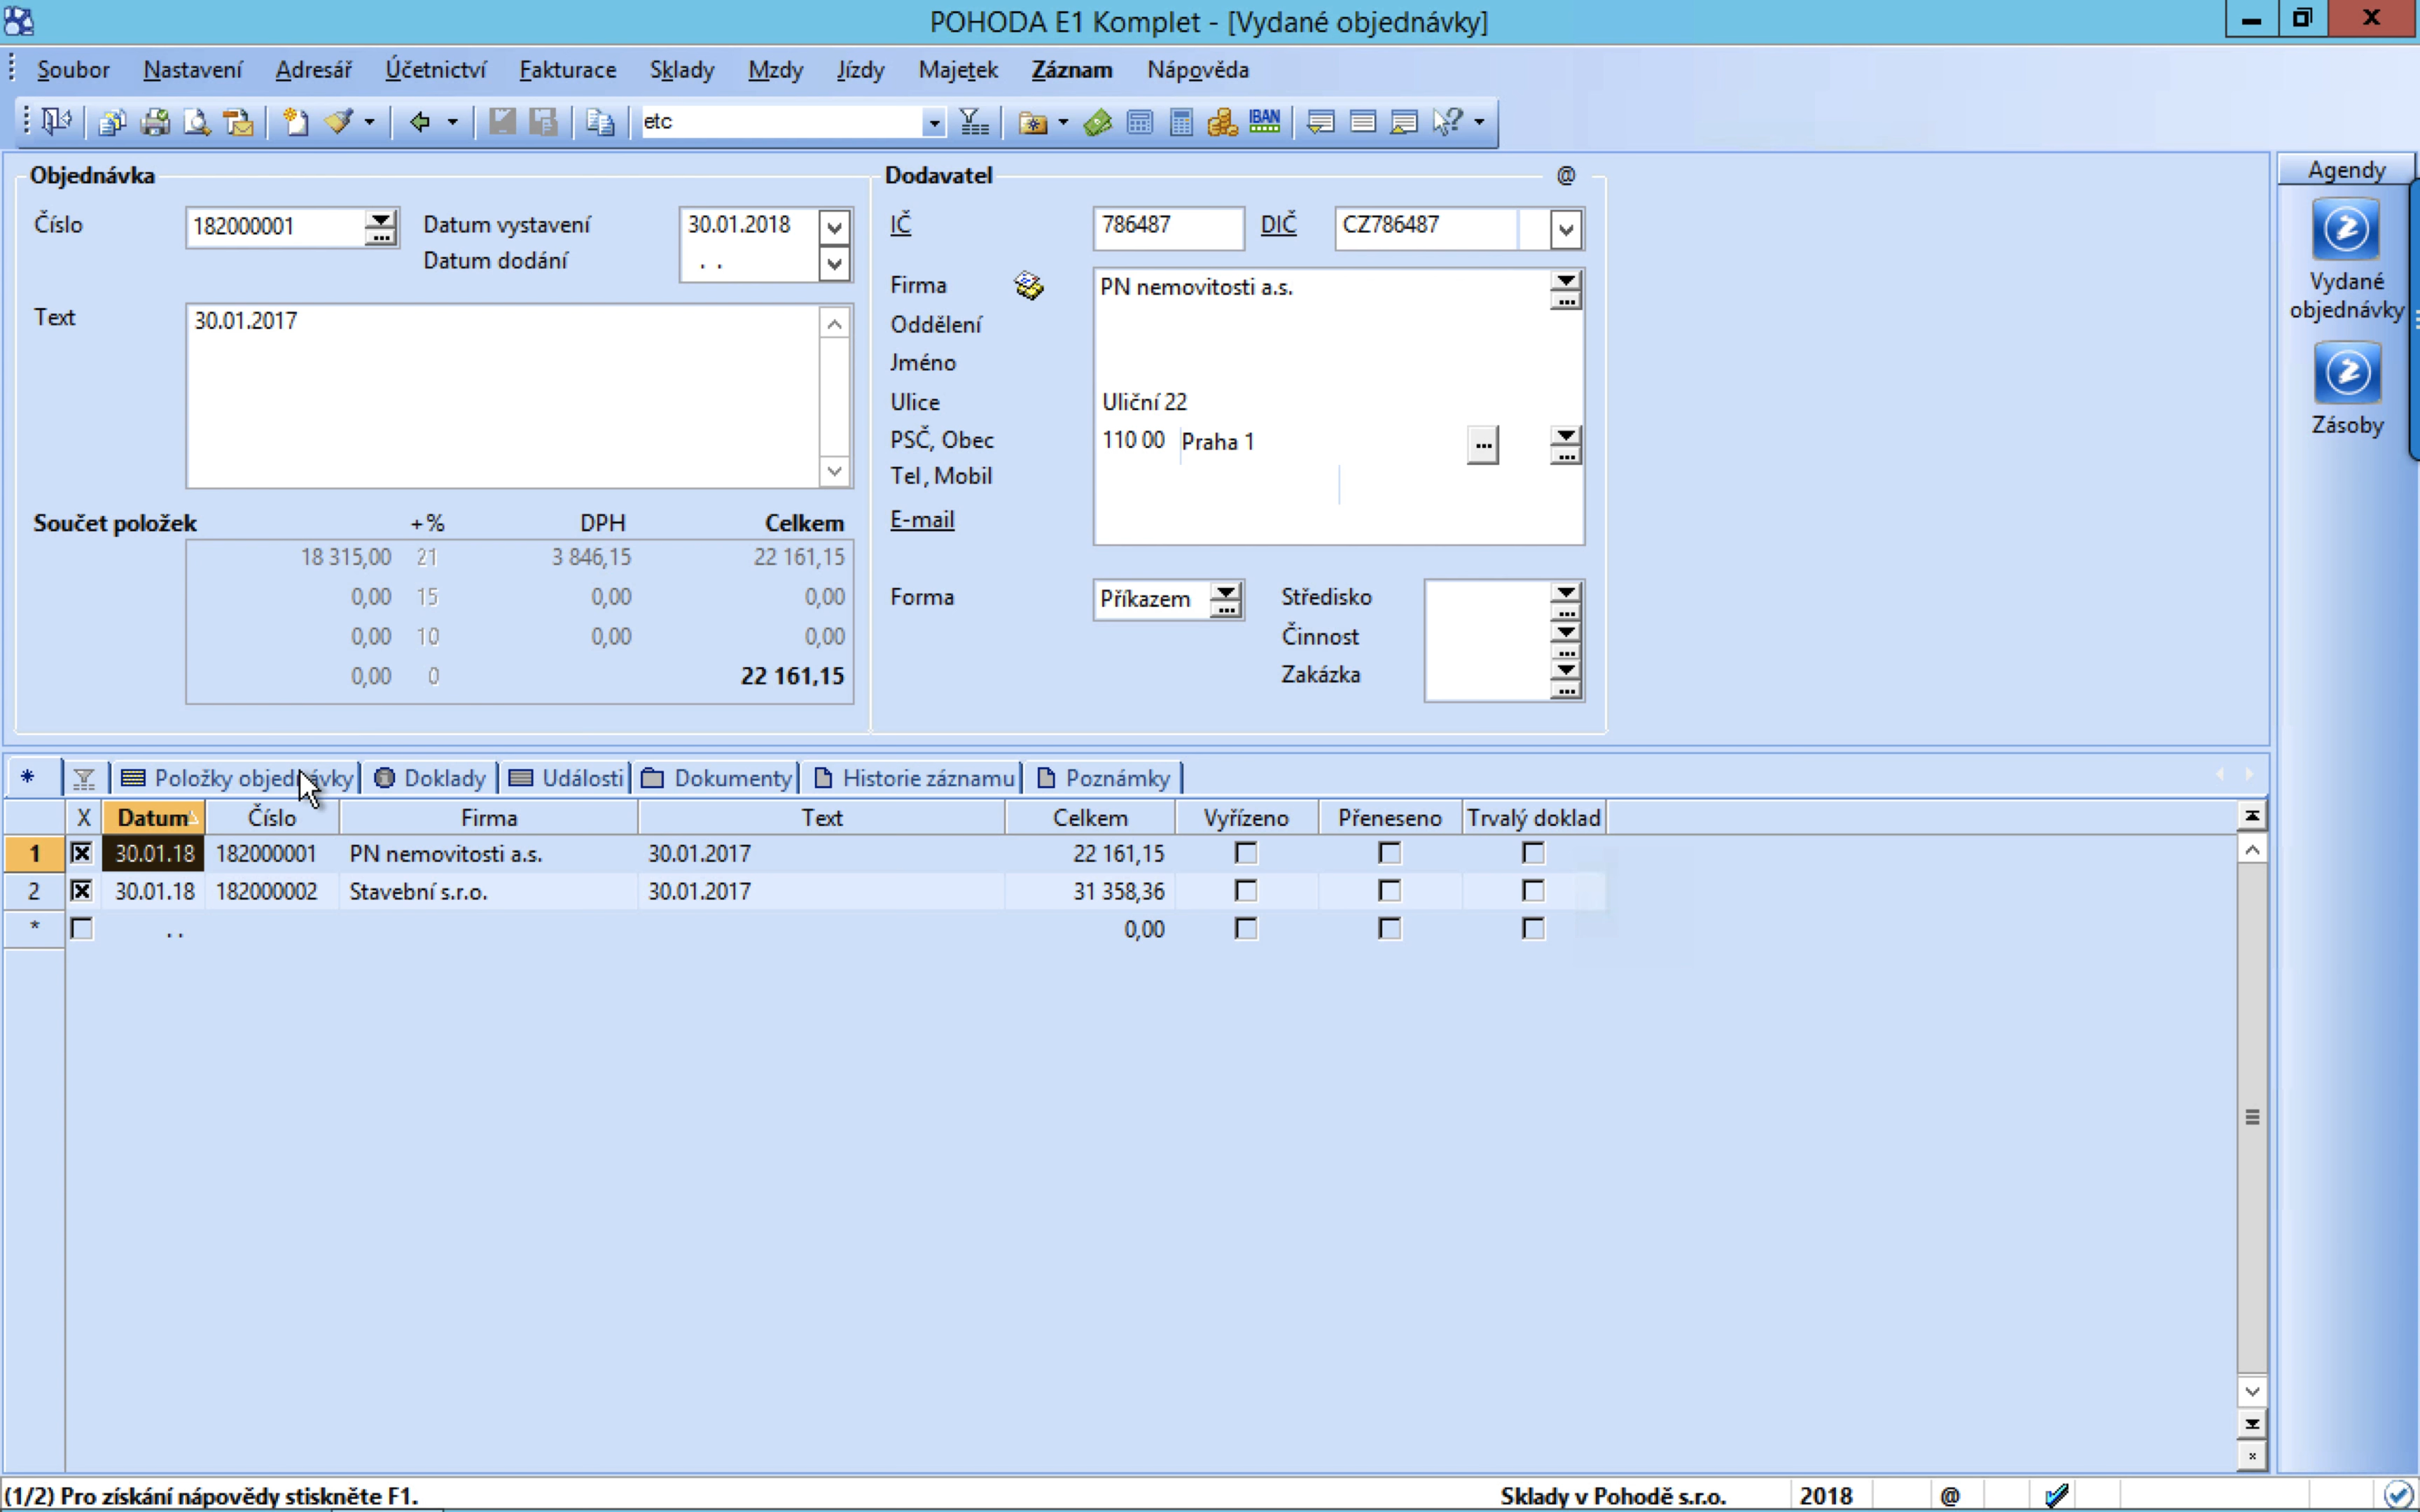 POHODA E1 Komplet - [Vydané objednávky]
Soubor Nastavení Adresář Účetnictví Fakturace Sklady Mzdy Jízdy Majetek Záznam Nápověda
etc IBAN
Objednávka
Číslo 182000001 Datum vystavení 30.01.2018
Datum dodání . .
Text 30.01.2017
Součet položek +% DPH Celkem
18 315,00 21 3 846,15 22 161,15
0,00 15 0,00 0,00
0,00 10 0,00 0,00
0,00 0 22 161,15
Dodavatel @
IČ 786487 DIČ CZ786487
Firma PN nemovitosti a.s.
Oddělení
Jméno
Ulice Uliční 22
PSČ, Obec 110 00 Praha 1 ...
Tel, Mobil
E-mail
Forma Příkazem Středisko
Činnost
Zakázka
Agendy
Vydané
objednávky
Zásoby
* Položky objednávky Doklady Události Dokumenty Historie záznamu Poznámky
X Datum Číslo Firma Text Celkem Vyřízeno Přeneseno Trvalý doklad
1 30.01.18 182000001 PN nemovitosti a.s. 30.01.2017 22 161,15
2 30.01.18 182000002 Stavební s.r.o. 30.01.2017 31 358,36
* . . 0,00
(1/2) Pro získání nápovědy stiskněte F1. Sklady v Pohodě s.r.o. 2018 @